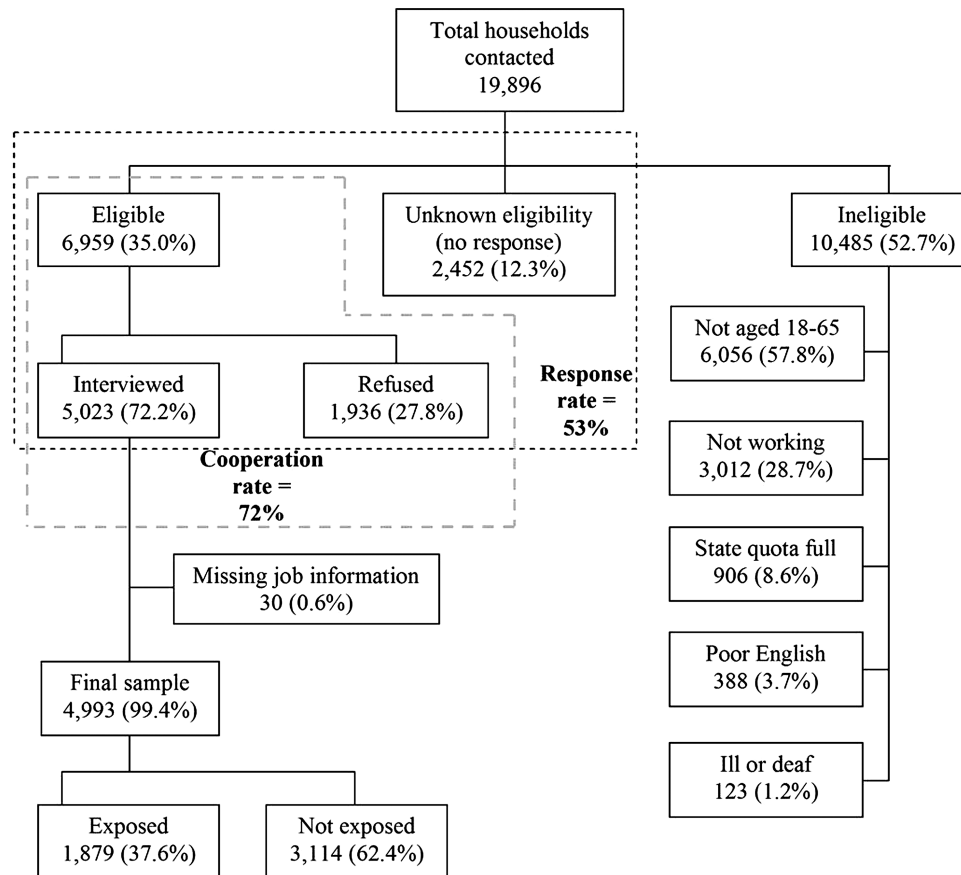 Total households
contacted
19,896
Eligible
6,959 (35.0%)
Unknown eligibility
(no response)
2,452 (12.3%)
Ineligible
10,485 (52.7%)
Interviewed
5,023 (72.2%)
Refused
1,936 (27.8%)
Response
rate =
53%
Cooperation
rate =
72%
Not aged 18-65
6,056 (57.8%)
Not working
3,012 (28.7%)
State quota full
906 (8.6%)
Poor English
388 (3.7%)
Ill or deaf
123 (1.2%)
Missing job information
30 (0.6%)
Final sample
4,993 (99.4%)
Exposed
1,879 (37.6%)
Not exposed
3,114 (62.4%)